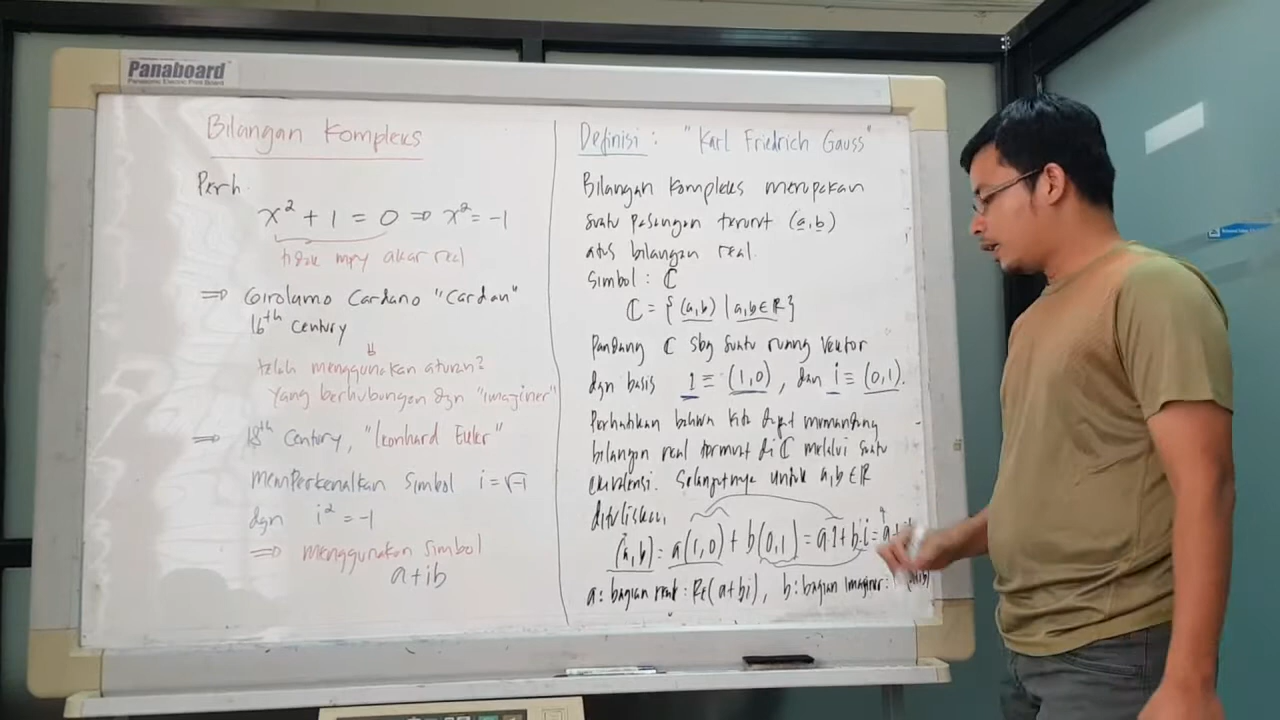 Panaboard
Bilangan Kompleks
Perh.
x² + 1 = 0 ⇒ x² = -1
tidak mpy akar real
⇒ Girolamo Cardano "Cardan"
16th Century
telah menggunakan aturan²
yang berhubungan dgn "imajiner"
⇒ 18th Century, "Leonhard Euler"
memperkenalkan simbol i = √-1
dgn i² = -1
⇒ menggunakan simbol
a+ib
Definisi : "Karl Friedrich Gauss"
Bilangan kompleks merupakan
suatu pasangan terurut (a,b)
atas bilangan real.
Simbol : ℂ
ℂ = {(a,b) | a,b ∈ ℝ}
Pandang ℂ sbg suatu ruang vektor
dgn basis 1 ≡ (1,0), dan i ≡ (0,1).
Perhatikan bahwa kita dapat memandang
bilangan real termuat di ℂ melalui suatu
ekuivalensi. Selanjutnya untuk a,b ∈ ℝ
dituliskan,
(a,b) = a(1,0) + b(0,1) = a.1 + b.i = a+
a : bagian real : Re(a+bi), b : bagian imajiner :